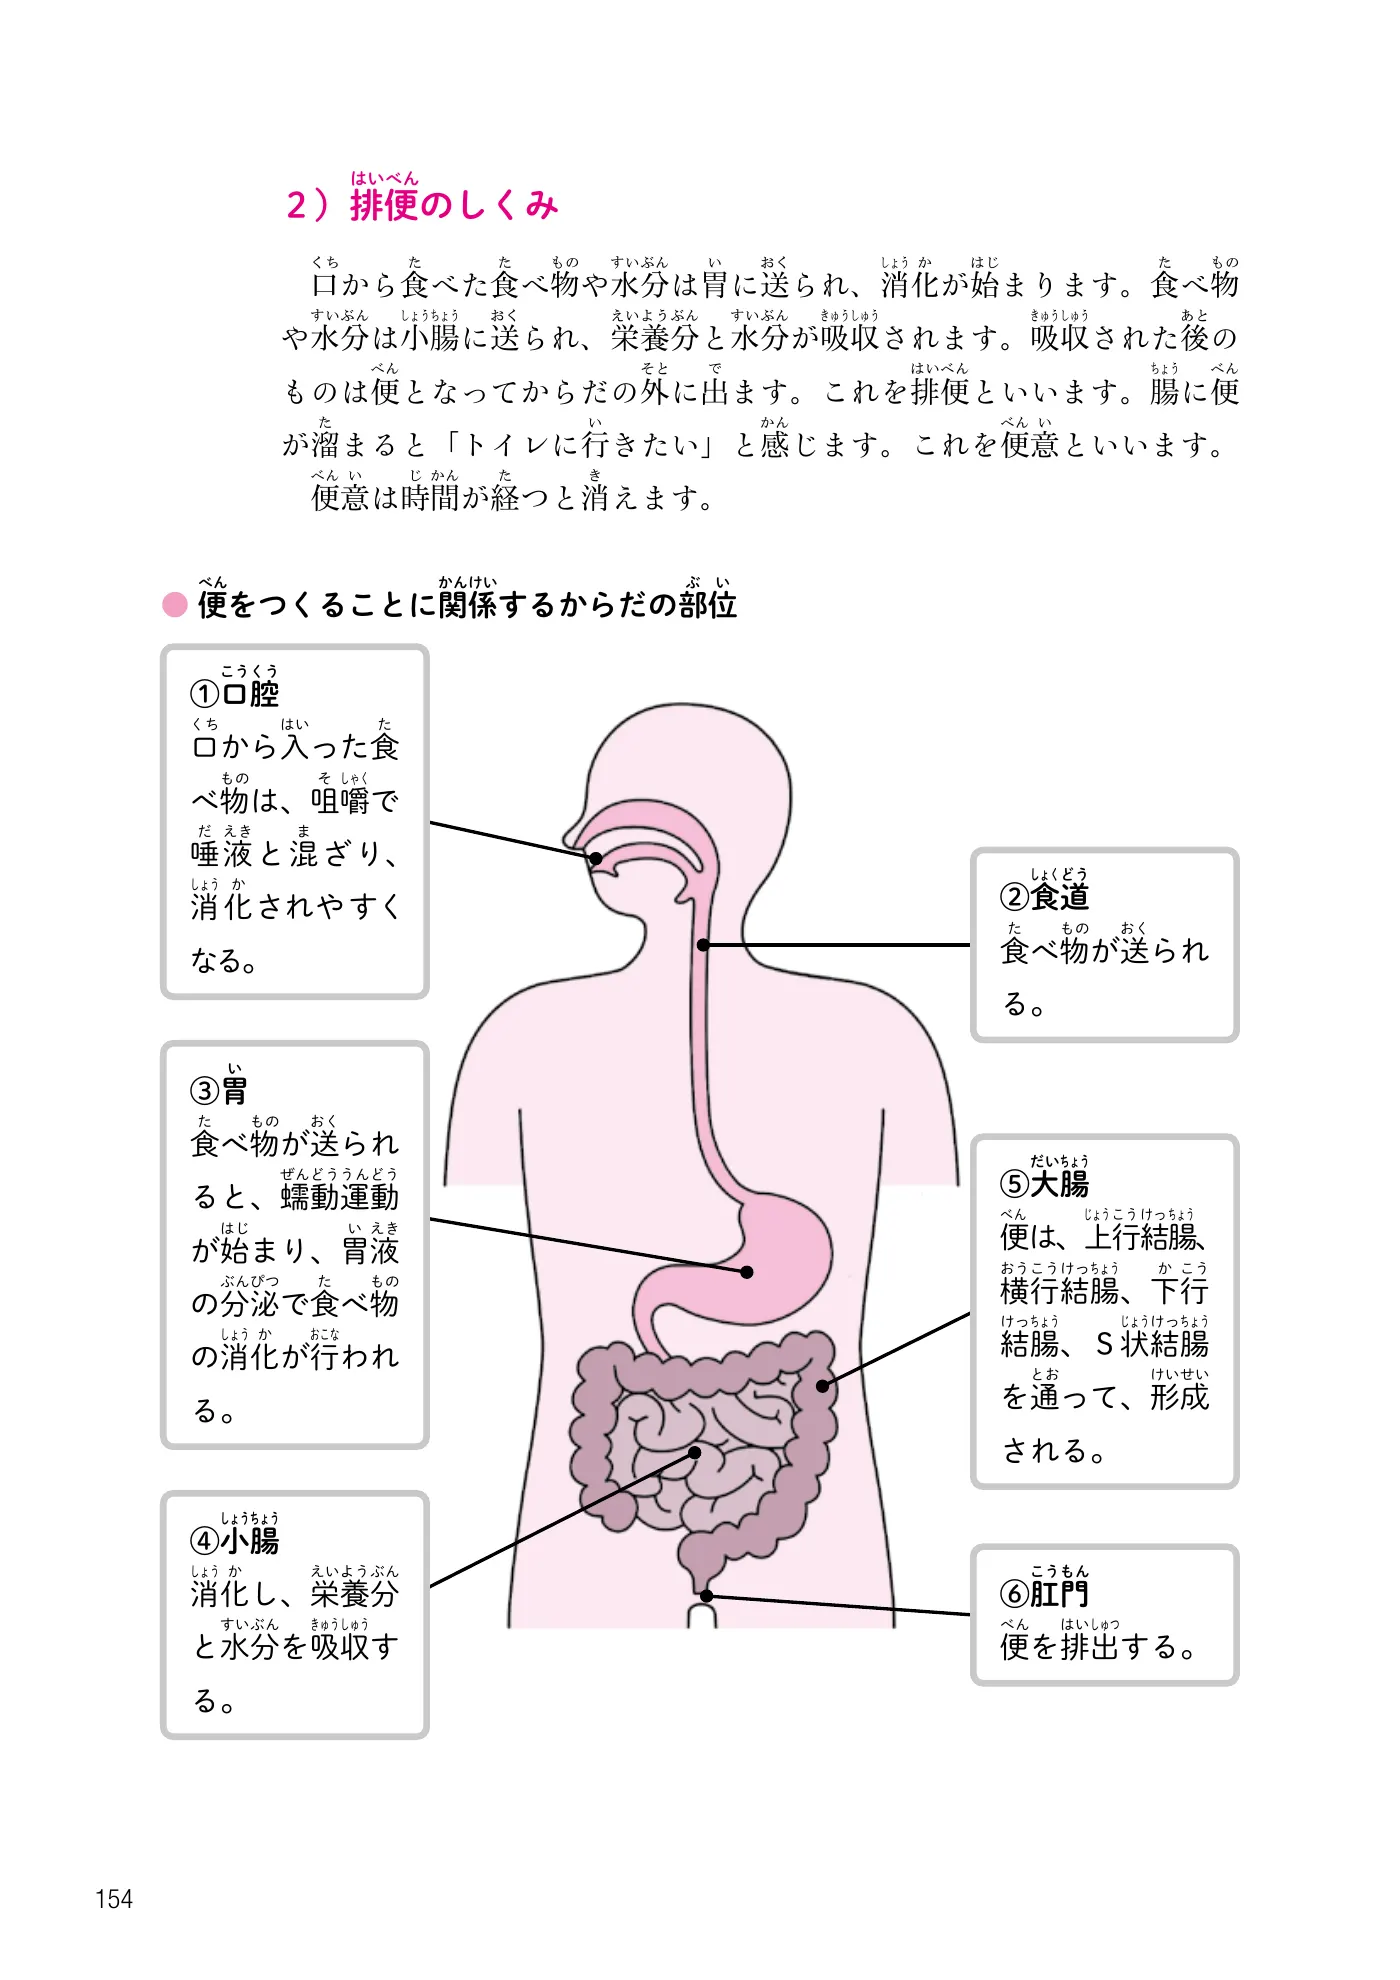 2）排便のしくみ
口から食べた食べ物や水分は胃に送られ、消化が始まります。食べ物
や水分は小腸に送られ、栄養分と水分が吸収されます。吸収された後の
ものは便となってからだの外に出ます。これを排便といいます。腸に便
が溜まると「トイレに行きたい」と感じます。これを便意といいます。
便意は時間が経つと消えます。
●便をつくることに関係するからだの部位
①口腔
口から入った食
べ物は、咀嚼で
唾液と混ざり、
消化されやすく
なる。
②食道
食べ物が送られ
る。
③胃
食べ物が送られ
ると、蠕動運動
が始まり、胃液
の分泌で食べ物
の消化が行われ
る。
④小腸
消化し、栄養分
と水分を吸収す
る。
⑤大腸
便は、上行結腸、
横行結腸、下行
結腸、S状結腸
を通って、形成
される。
⑥肛門
便を排出する。
154